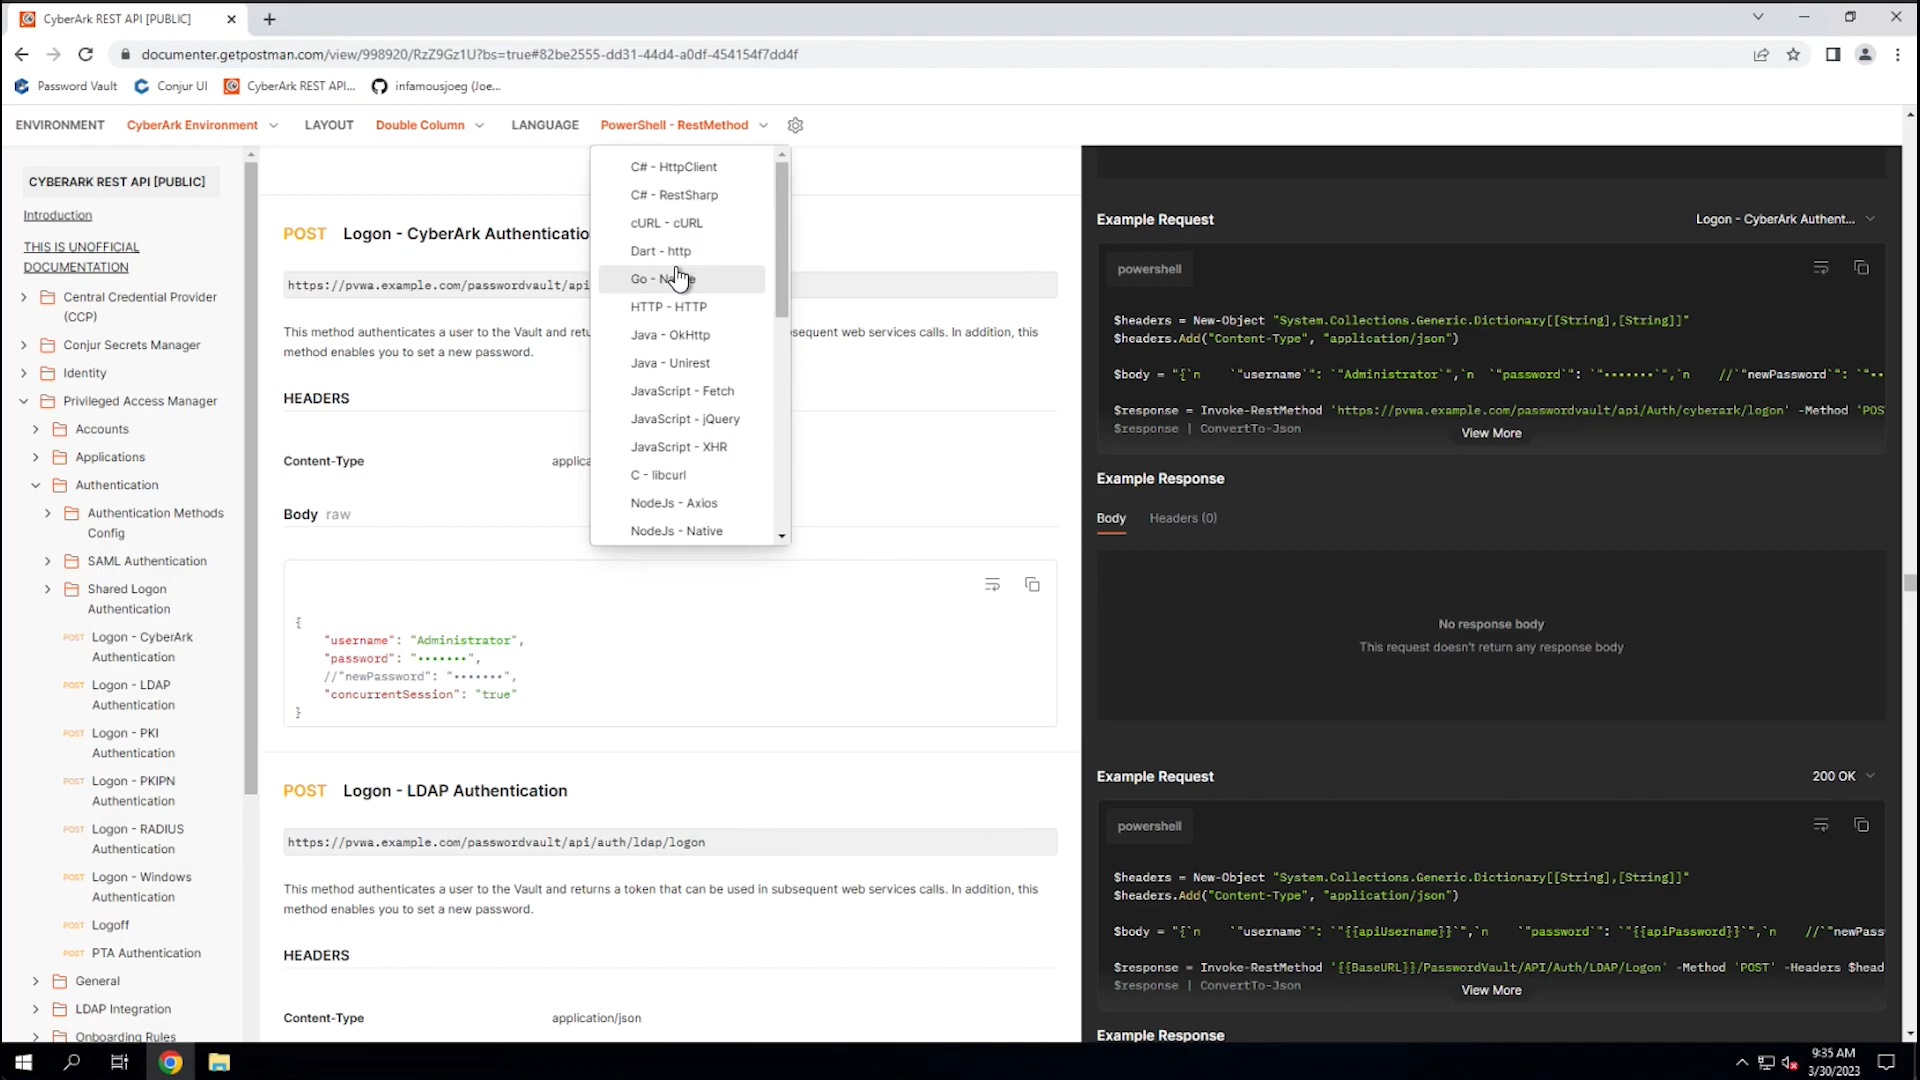 CyberArk REST API [PUBLIC]
documenter.getpostman.com/view/998920/RzZ9Gz1U?bs=true#82be2555-dd31-44d4-a0df-454154f7dd4f
Password Vault
Conjur UI
CyberArk REST API...
infamousjoeg (Joe...
ENVIRONMENT
CyberArk Environment
LAYOUT
Double Column
LANGUAGE
PowerShell - RestMethod
CYBERARK REST API [PUBLIC]
Introduction
THIS IS UNOFFICIAL
DOCUMENTATION
Central Credential Provider
(CCP)
Conjur Secrets Manager
Identity
Privileged Access Manager
Accounts
Applications
Authentication
Authentication Methods
Config
SAML Authentication
Shared Logon
Authentication
POST Logon - CyberArk
Authentication
POST Logon - LDAP
Authentication
POST Logon - PKI
Authentication
POST Logon - PKIPN
Authentication
POST Logon - RADIUS
Authentication
POST Logon - Windows
Authentication
POST Logoff
POST PTA Authentication
General
LDAP Integration
Onboarding Rules
C# - HttpClient
C# - RestSharp
cURL - cURL
Dart - http
Go -
HTTP - HTTP
Java - OkHttp
Java - Unirest
JavaScript - Fetch
JavaScript - jQuery
JavaScript - XHR
C - libcurl
NodeJs - Axios
NodeJs - Native
POST Logon - CyberArk Authenticatio
https://pvwa.example.com/passwordvault/api
This method authenticates a user to the Vault and retu
bsequent web services calls. In addition, this
method enables you to set a new password.
HEADERS
Content-Type
applica
Body raw
{
"username": "Administrator",
"password": "•••••••",
//"newPassword": "•••••••",
"concurrentSession": "true"
}
POST Logon - LDAP Authentication
https://pvwa.example.com/passwordvault/api/auth/ldap/logon
This method authenticates a user to the Vault and returns a token that can be used in subsequent web services calls. In addition, this
method enables you to set a new password.
HEADERS
Content-Type
application/json
Example Request
Logon - CyberArk Authent...
powershell
$headers = New-Object "System.Collections.Generic.Dictionary[[String],[String]]"
$headers.Add("Content-Type", "application/json")
$body = "{`n    `"username`": `"Administrator`",`n  `"password`": `"•••••••`",`n    //`"newPassword`": `"••
$response = Invoke-RestMethod 'https://pvwa.example.com/passwordvault/api/Auth/cyberark/logon' -Method 'POS
$response | ConvertTo-Json
View More
Example Response
Body
Headers (0)
No response body
This request doesn't return any response body
Example Request
200 OK
powershell
$headers = New-Object "System.Collections.Generic.Dictionary[[String],[String]]"
$headers.Add("Content-Type", "application/json")
$body = "{`n    `"username`": `"{{apiUsername}}`",`n    `"password`": `"{{apiPassword}}`",`n    //`"newPass
$response = Invoke-RestMethod '{{BaseURL}}/PasswordVault/API/Auth/LDAP/Logon' -Method 'POST' -Headers $head
$response | ConvertTo-Json
View More
Example Response
9:35 AM
3/30/2023